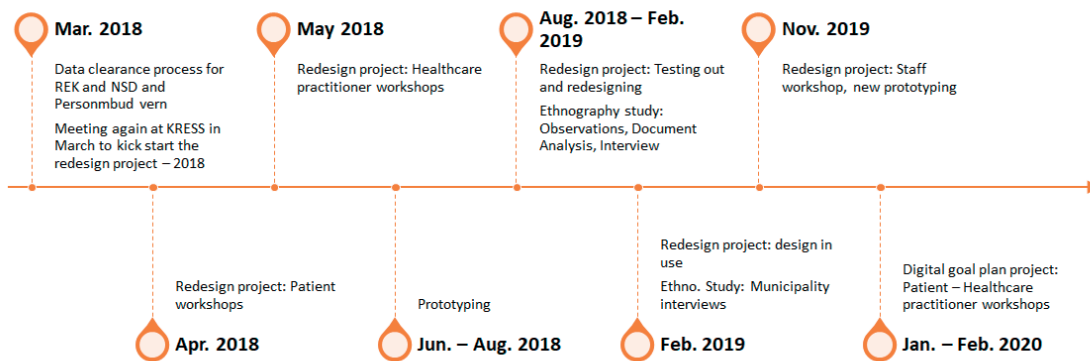 Mar. 2018
Data clearance process for
REK and NSD and
Personmbud vern
Meeting again at KRESS in
March to kick start the
redesign project – 2018
May 2018
Redesign project: Healthcare
practitioner workshops
Aug. 2018 – Feb.
2019
Redesign project: Testing out
and redesigning
Ethnography study:
Observations, Document
Analysis, Interview
Nov. 2019
Redesign project: Staff
workshop, new prototyping
Redesign project: Patient
workshops
Apr. 2018
Prototyping
Jun. – Aug. 2018
Redesign project: design in
use
Ethno. Study: Municipality
interviews
Feb. 2019
Digital goal plan project:
Patient – Healthcare
practitioner workshops
Jan. – Feb. 2020